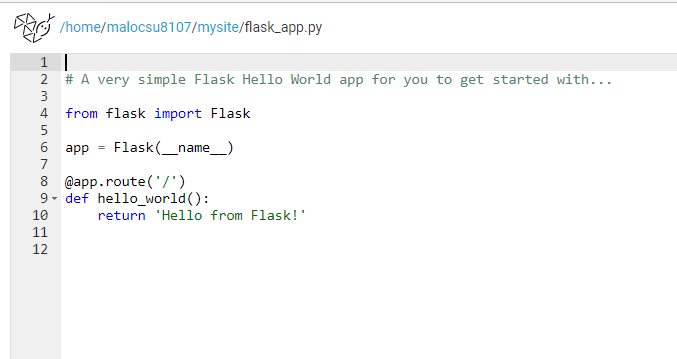 /home/malocsu8107/mysite/flask_app.py
1
2 # A very simple Flask Hello World app for you to get started with...
3
4 from flask import Flask
5
6 app = Flask(__name__)
7
8 @app.route('/')
9 def hello_world():
10     return 'Hello from Flask!'
11
12